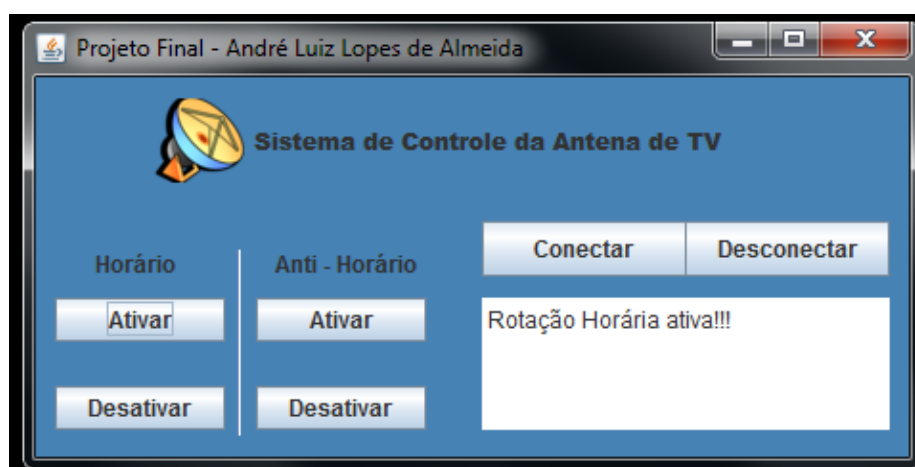 Projeto Final - André Luiz Lopes de Almeida
Sistema de Controle da Antena de TV
Conectar
Desconectar
Horário
Anti - Horário
Ativar
Ativar
Rotação Horária ativa!!!
Desativar
Desativar